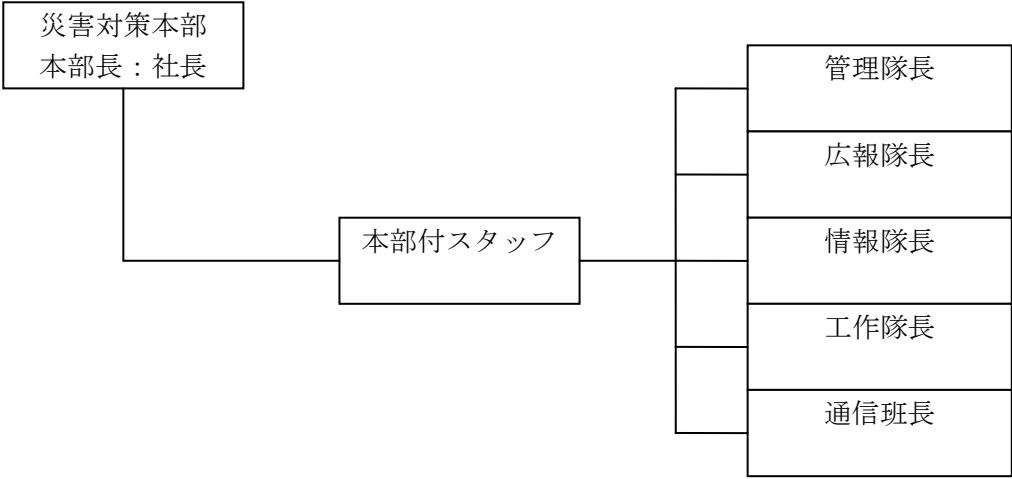 災害対策本部
本部長：社長
本部付スタッフ
管理隊長
広報隊長
情報隊長
工作隊長
通信班長